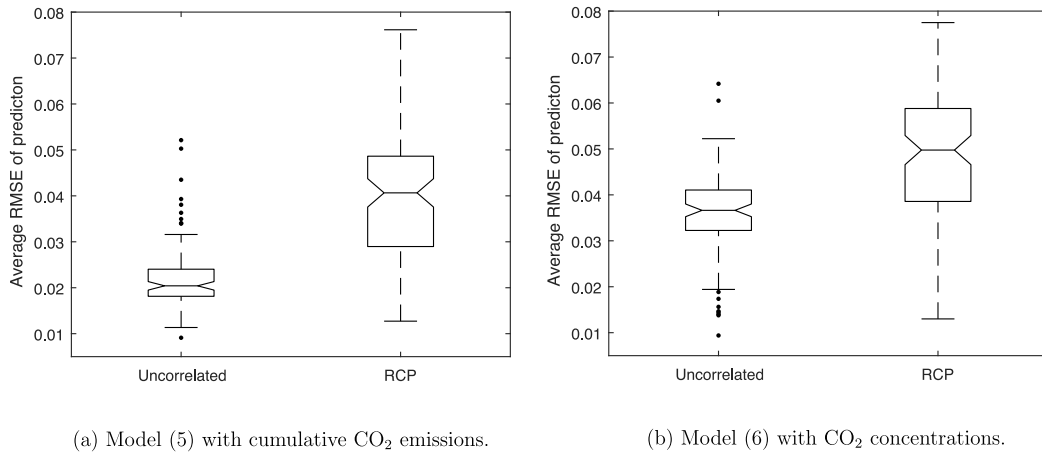 0.08
0.07
0.06
0.05
0.04
0.03
0.02
0.01
Average RMSE of predicton
Uncorrelated RCP
(a) Model (5) with cumulative CO₂ emissions.
0.08
0.07
0.06
0.05
0.04
0.03
0.02
0.01
Average RMSE of predicton
Uncorrelated RCP
(b) Model (6) with CO₂ concentrations.